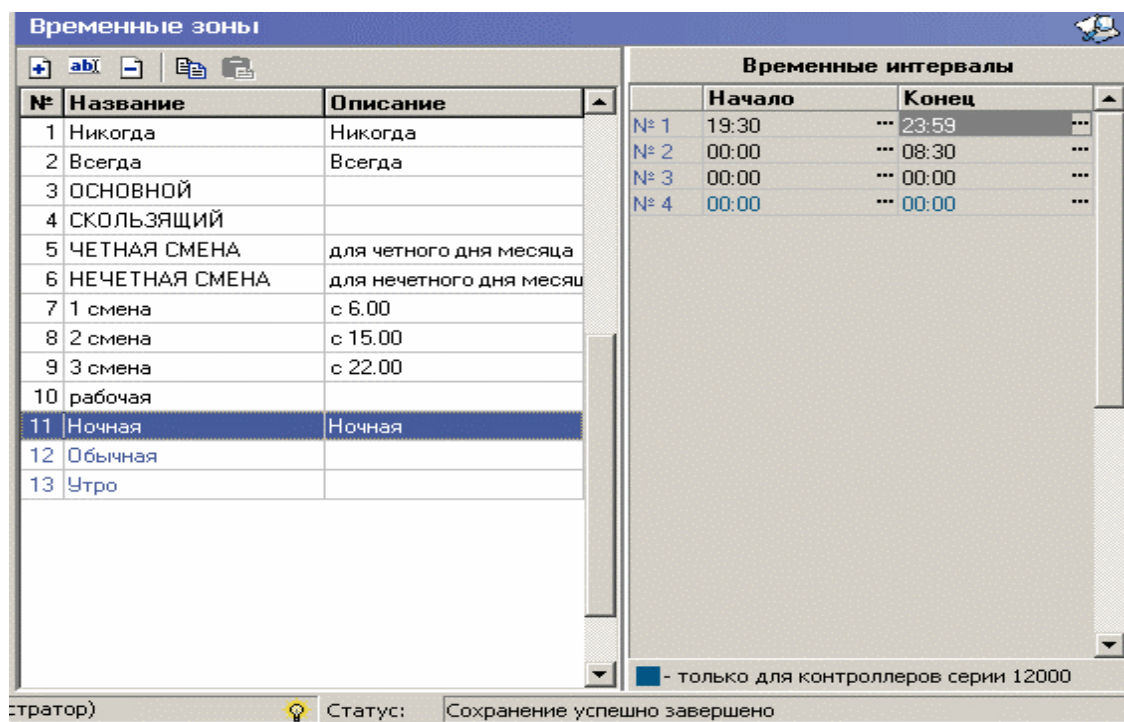 Временные зоны
abI
Временные интервалы
№ Название Описание
Начало Конец
1 Никогда Никогда
2 Всегда Всегда
3 ОСНОВНОЙ
4 СКОЛЬЗЯЩИЙ
5 ЧЕТНАЯ СМЕНА для четного дня месяца
6 НЕЧЕТНАЯ СМЕНА для нечетного дня месяц
7 1 смена с 6.00
8 2 смена с 15.00
9 3 смена с 22.00
10 рабочая
11 Ночная Ночная
12 Обычная
13 Утро
№ 1 19:30 ... 23:59 ...
№ 2 00:00 ... 08:30 ...
№ 3 00:00 ... 00:00 ...
№ 4 00:00 ... 00:00 ...
- только для контроллеров серии 12000
стратор) Статус: Сохранение успешно завершено